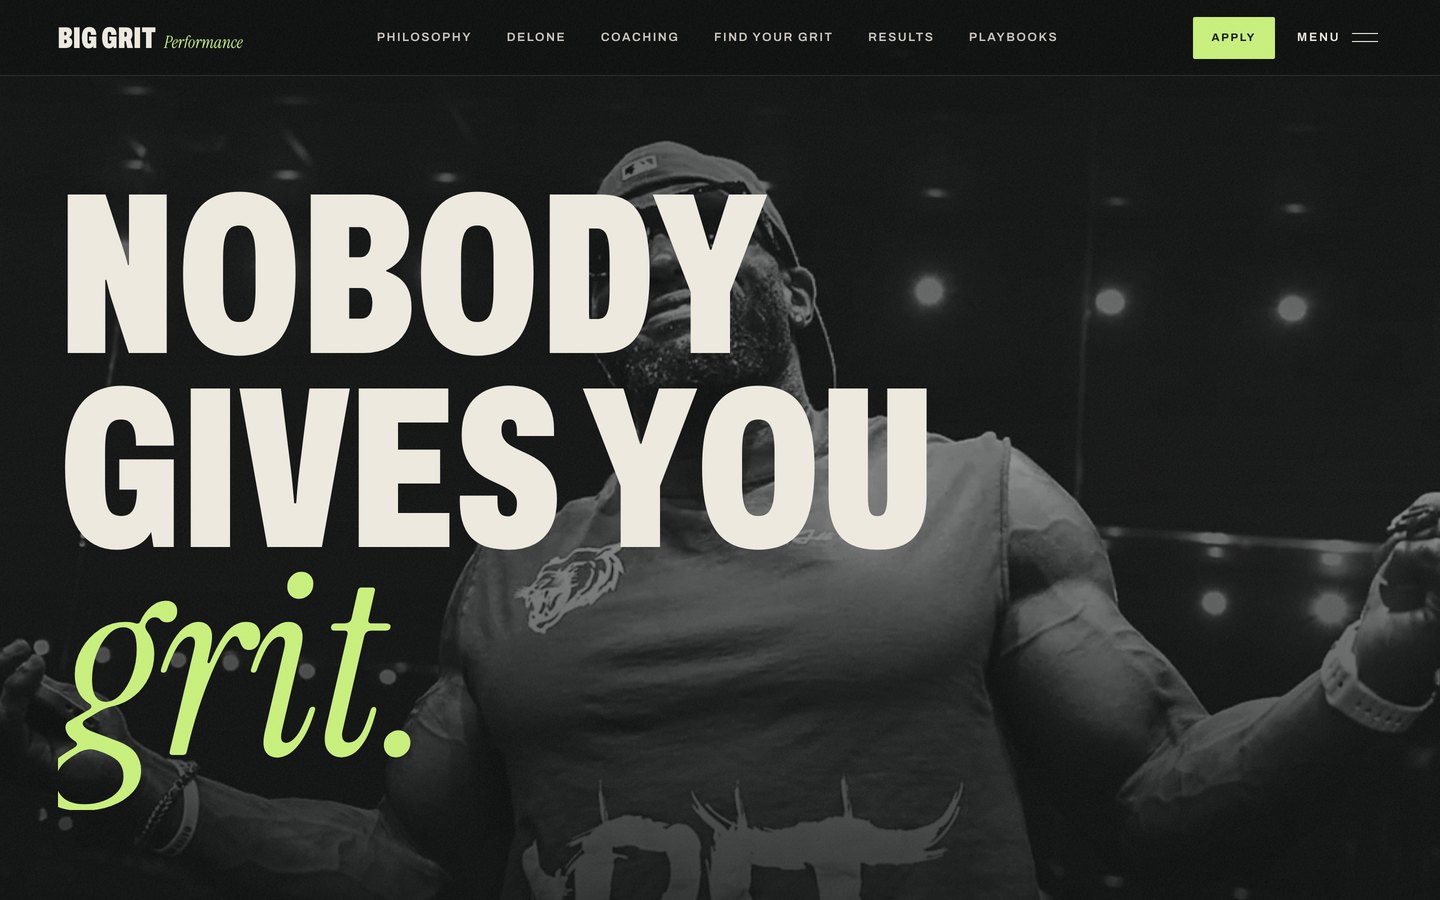 BIG GRIT Performance
PHILOSOPHY DELONE COACHING FIND YOUR GRIT RESULTS PLAYBOOKS
APPLY MENU
NOBODY
GIVES YOU
grit.